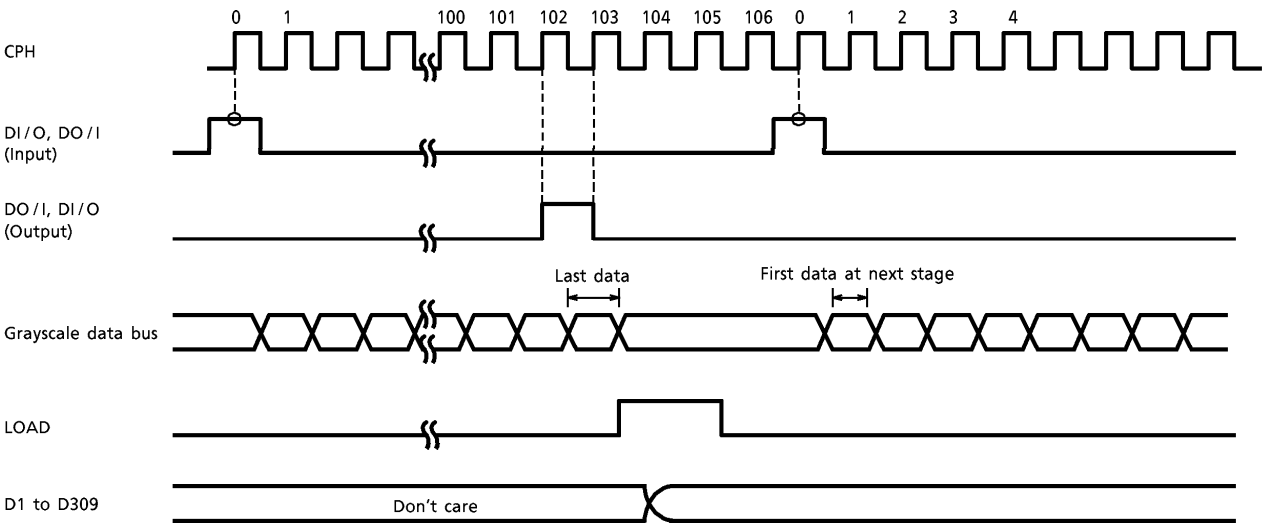 0 1 100 101 102 103 104 105 106 0 1 2 3 4
CPH
DI/O, DO/I
(Input)
DO/I, DI/O
(Output)
Last data
First data at next stage
Grayscale data bus
LOAD
D1 to D309
Don't care